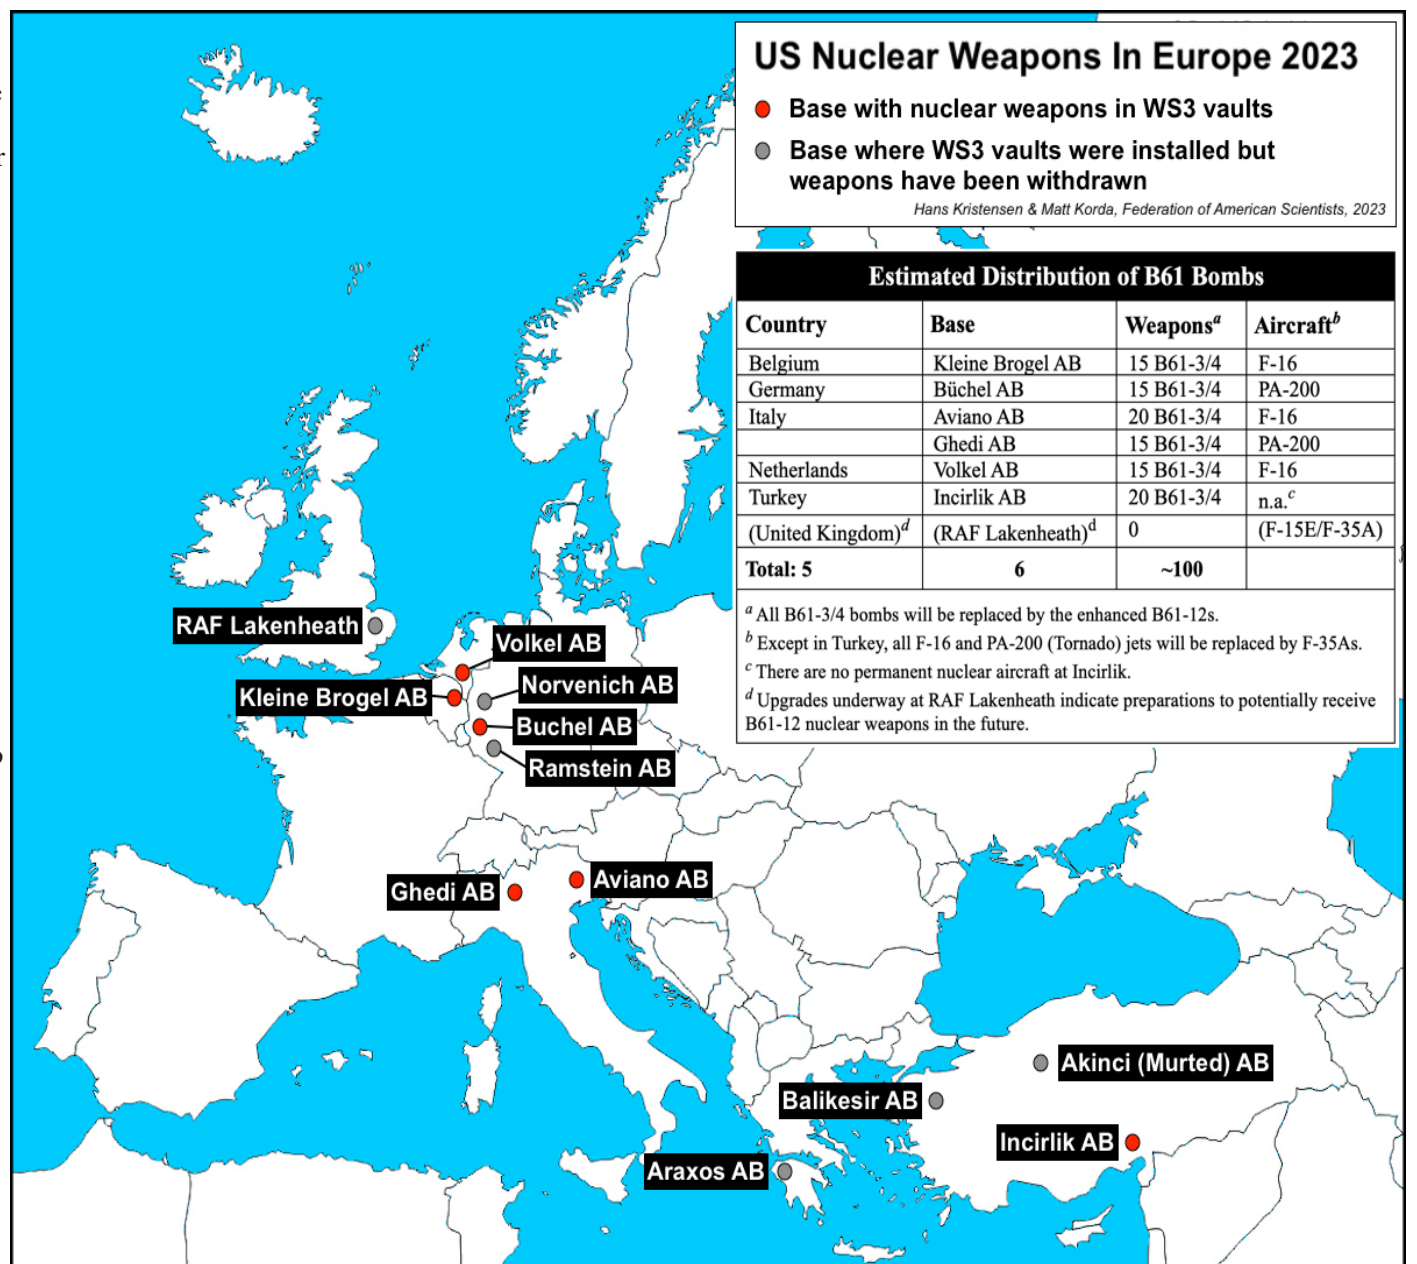 US Nuclear Weapons In Europe 2023
Base with nuclear weapons in WS3 vaults
Base where WS3 vaults were installed but
weapons have been withdrawn
Hans Kristensen & Matt Korda, Federation of American Scientists, 2023
Estimated Distribution of B61 Bombs
Country Base Weapons^a Aircraft^b
Belgium Kleine Brogel AB 15 B61-3/4 F-16
Germany Büchel AB 15 B61-3/4 PA-200
Italy Aviano AB 20 B61-3/4 F-16
Ghedi AB 15 B61-3/4 PA-200
Netherlands Volkel AB 15 B61-3/4 F-16
Turkey Incirlik AB 20 B61-3/4 n.a.^c
(United Kingdom)^d (RAF Lakenheath)^d 0 (F-15E/F-35A)
Total: 5 6 ~100
^a All B61-3/4 bombs will be replaced by the enhanced B61-12s.
^b Except in Turkey, all F-16 and PA-200 (Tornado) jets will be replaced by F-35As.
^c There are no permanent nuclear aircraft at Incirlik.
^d Upgrades underway at RAF Lakenheath indicate preparations to potentially receive
B61-12 nuclear weapons in the future.
RAF Lakenheath
Volkel AB
Kleine Brogel AB
Norvenich AB
Buchel AB
Ramstein AB
Ghedi AB
Aviano AB
Akinci (Murted) AB
Balikesir AB
Incirlik AB
Araxos AB